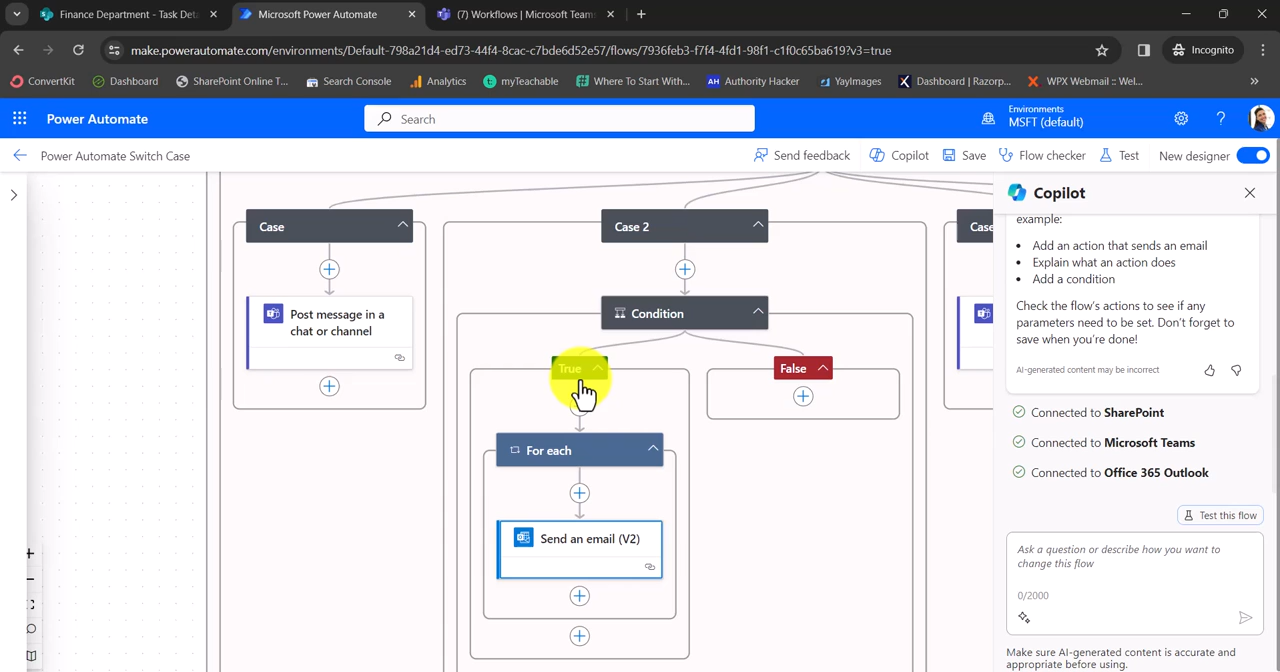 Finance Department - Task Deta
Microsoft Power Automate
(7) Workflows | Microsoft Teams
make.powerautomate.com/environments/Default-798a21d4-ed73-44f4-8cac-c7bde6d52e57/flows/7936feb3-f7f4-4fd1-98f1-c1f0c65ba619?v3=true
Incognito
ConvertKit
Dashboard
SharePoint Online T...
Search Console
Analytics
myTeachable
Where To Start With...
AH Authority Hacker
YayImages
Dashboard | Razorp...
WPX Webmail :: Wel...
Power Automate
Search
Environments
MSFT (default)
Power Automate Switch Case
Send feedback
Copilot
Save
Flow checker
Test
New designer
Case
Post message in a
chat or channel
Case 2
Condition
True
False
For each
Send an email (V2)
Case
Copilot
example:
• Add an action that sends an email
• Explain what an action does
• Add a condition
Check the flow's actions to see if any
parameters need to be set. Don't forget to
save when you're done!
AI-generated content may be incorrect
Connected to SharePoint
Connected to Microsoft Teams
Connected to Office 365 Outlook
Test this flow
Ask a question or describe how you want to
change this flow
0/2000
Make sure AI-generated content is accurate and
appropriate before using.